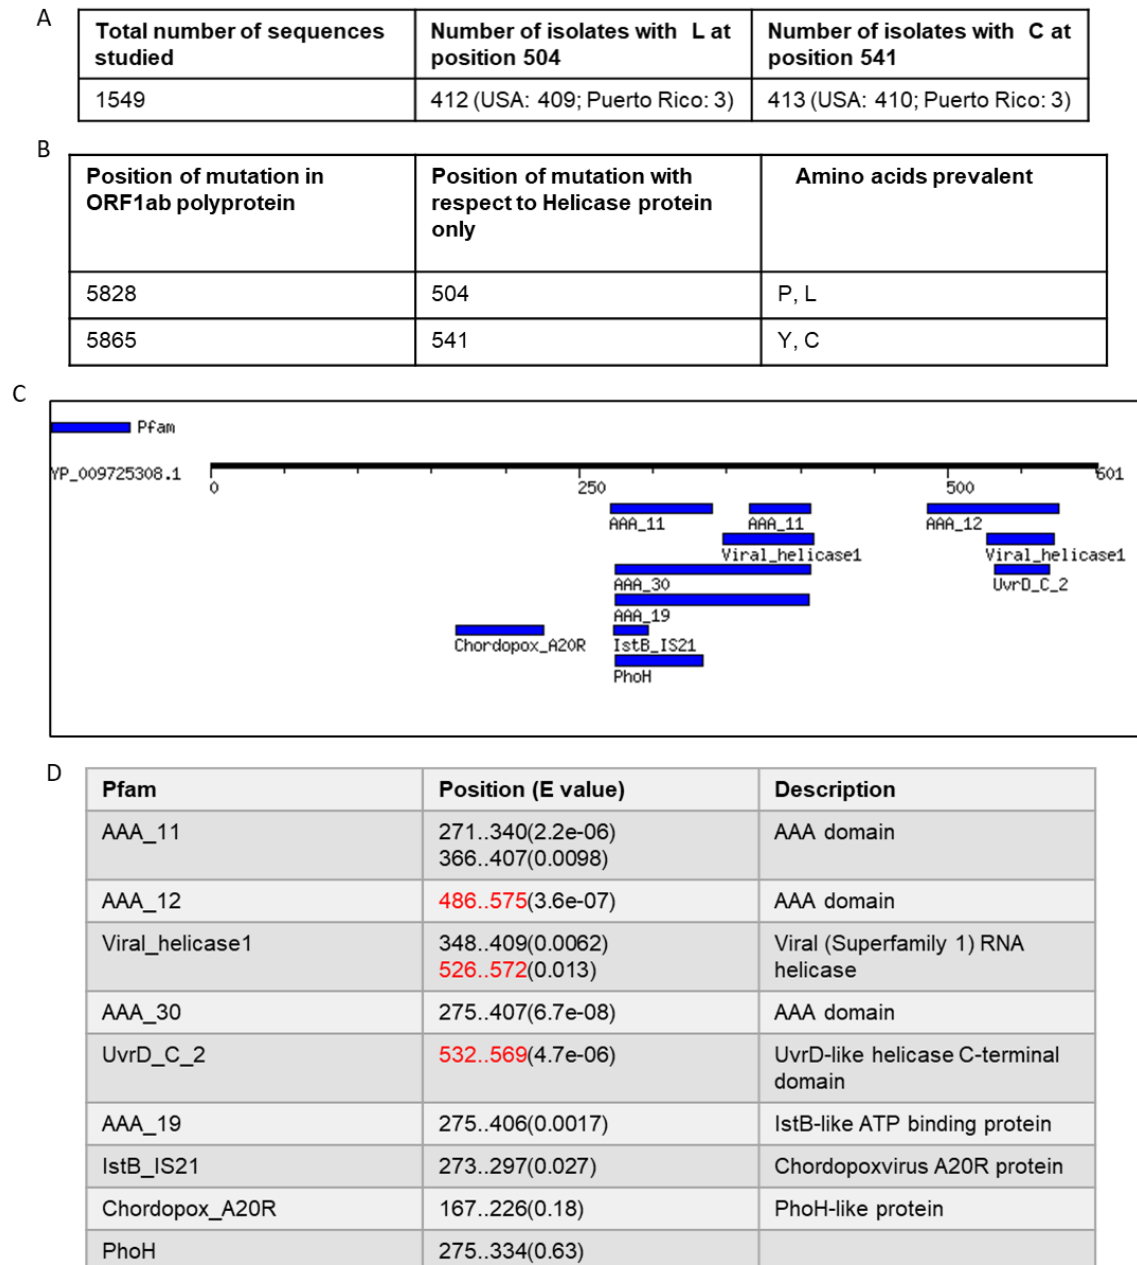 A
Total number of sequences studied
Number of isolates with L at position 504
Number of isolates with C at position 541
1549
412 (USA: 409; Puerto Rico: 3)
413 (USA: 410; Puerto Rico: 3)
B
Position of mutation in ORF1ab polyprotein
Position of mutation with respect to Helicase protein only
Amino acids prevalent
5828
504
P, L
5865
541
Y, C
C
Pfam
YP_009725308.1
0
250
500
601
AAA_11
AAA_11
AAA_12
Viral_helicase1
Viral_helicase1
AAA_30
UvrD_C_2
AAA_19
Chordopox_A20R
IstB_IS21
PhoH
D
Pfam
Position (E value)
Description
AAA_11
271..340(2.2e-06)
366..407(0.0098)
AAA domain
AAA_12
486..575(3.6e-07)
AAA domain
Viral_helicase1
348..409(0.0062)
526..572(0.013)
Viral (Superfamily 1) RNA helicase
AAA_30
275..407(6.7e-08)
AAA domain
UvrD_C_2
532..569(4.7e-06)
UvrD-like helicase C-terminal domain
AAA_19
275..406(0.0017)
IstB-like ATP binding protein
IstB_IS21
273..297(0.027)
Chordopoxvirus A20R protein
Chordopox_A20R
167..226(0.18)
PhoH-like protein
PhoH
275..334(0.63)